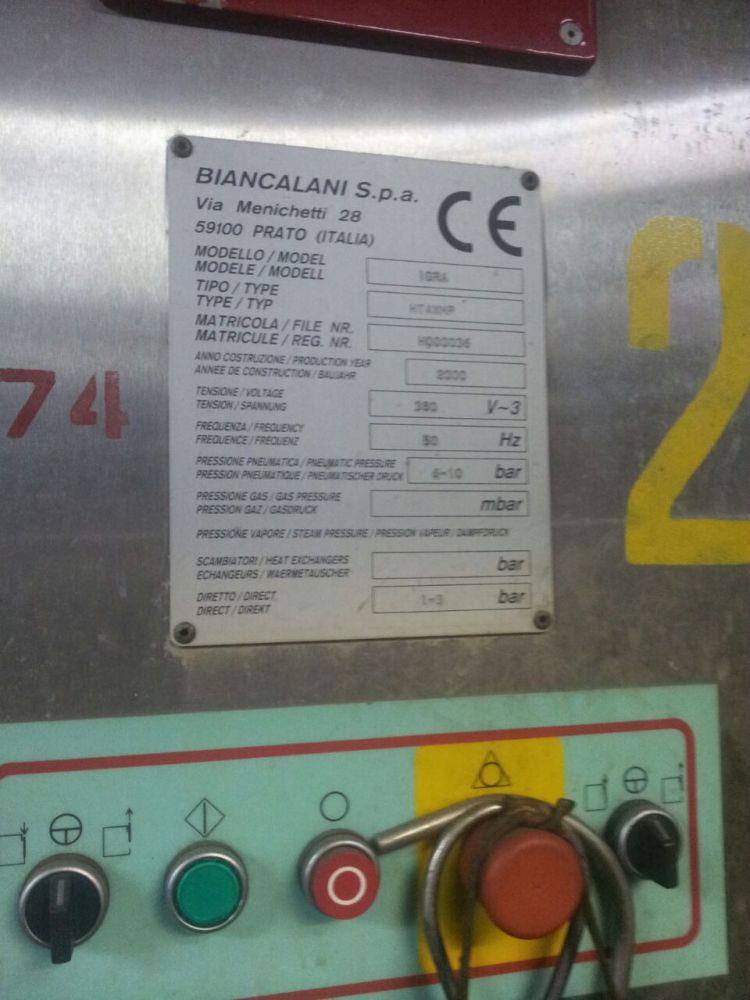 BIANCALANI S.p.a.
Via Menichetti 28
59100 PRATO (ITALIA)
CE
MODELLO / MODEL
MODELE / MODELL
IGRA
TIPO / TYPE
TYPE / TYP
MATRICOLA / FILE NR.
MATRICULE / REG. NR.
HQ00036
ANNO COSTRUZIONE / PRODUCTION YEAR
ANNEE DE CONSTRUCTION / BAUJAHR
2000
TENSIONE / VOLTAGE
TENSION / SPANNUNG
380 V~3
FREQUENZA / FREQUENCY
FREQUENCE / FREQUENZ
50 Hz
PRESSIONE PNEUMATICA / PNEUMATIC PRESSURE
PRESSION PNEUMATIQUE / PNEUMATISCHER DRUCK
6-10 bar
PRESSIONE GAS / GAS PRESSURE
PRESSION GAZ / GASDRUCK
mbar
PRESSIONE VAPORE / STEAM PRESSURE / PRESSION VAPEUR / DAMPFDRUCK
SCAMBIATORI / HEAT EXCHANGERS
ECHANGEURS / WAERMETAUSCHER
bar
DIRETTO / DIRECT
DIRECT / DIREKT
1-3 bar
74
2